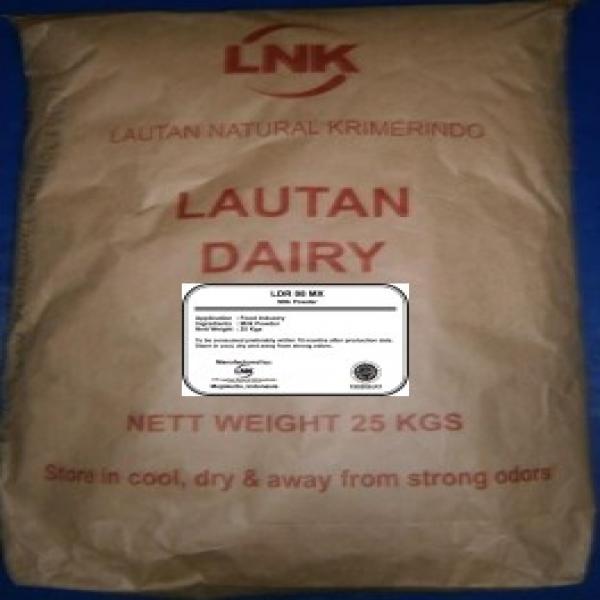 LNK
LAUTAN NATURAL KRIMERINDO
LAUTAN
DAIRY
LDR 90 MX
Milk Powder
Application : Food Industry
Ingredients : Milk Powder
Nett Weight : 25 Kgs
Store in cool, dry and away from strong odors.
Manufactured by:
LNK
Mojokerto, Indonesia
NETT WEIGHT 25 KGS
Store in cool, dry & away from strong odors